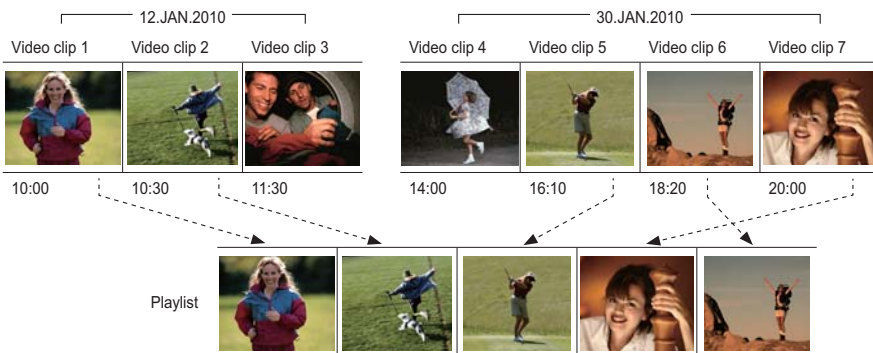 12.JAN.2010 30.JAN.2010
Video clip 1 Video clip 2 Video clip 3 Video clip 4 Video clip 5 Video clip 6 Video clip 7
10:00 10:30 11:30 14:00 16:10 18:20 20:00
Playlist